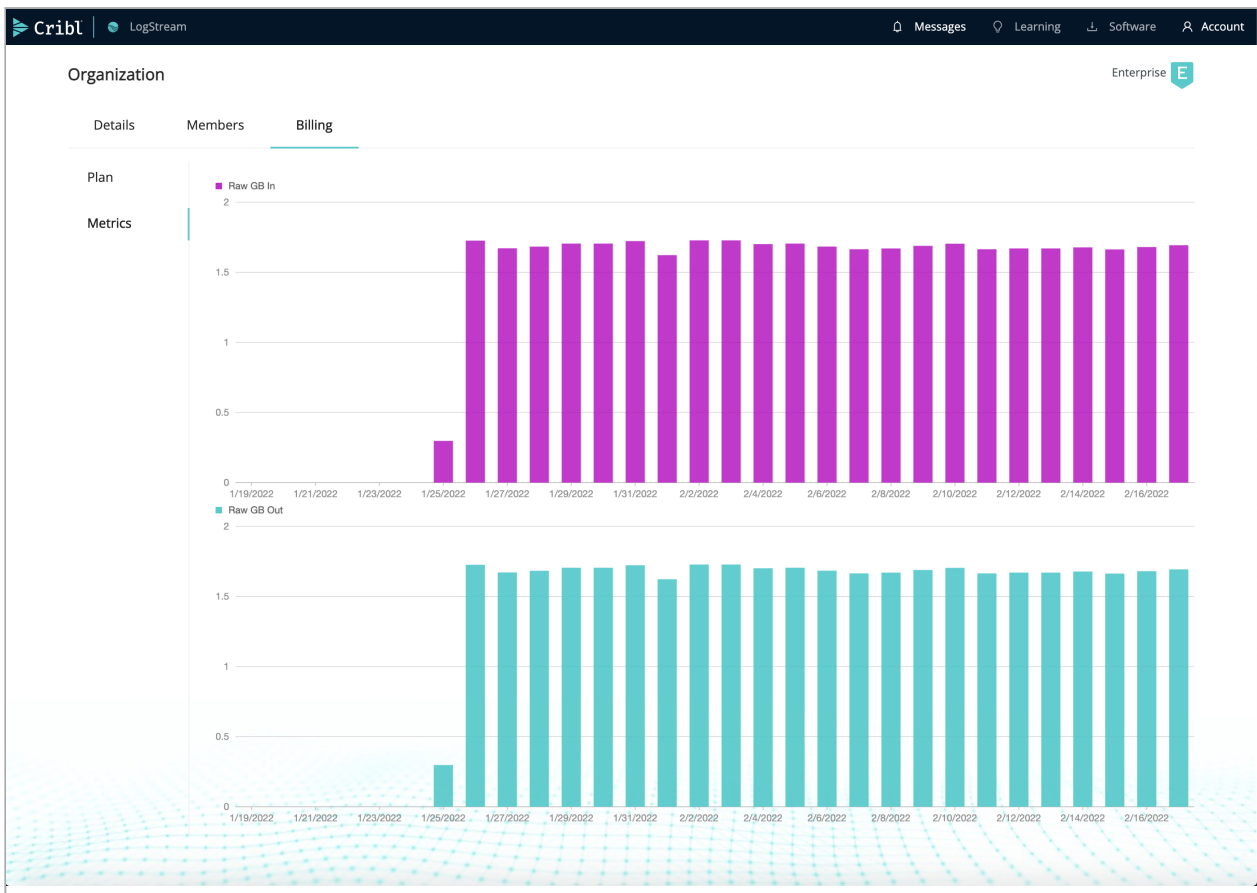 Cribl LogStream Messages Learning Software Account
Organization
Enterprise E
Details Members Billing
Plan
Metrics
Raw GB In
2
1.5
1
0.5
0
1/19/2022 1/21/2022 1/23/2022 1/25/2022 1/27/2022 1/29/2022 1/31/2022 2/2/2022 2/4/2022 2/6/2022 2/8/2022 2/10/2022 2/12/2022 2/14/2022 2/16/2022
Raw GB Out
2
1.5
1
0.5
0
1/19/2022 1/21/2022 1/23/2022 1/25/2022 1/27/2022 1/29/2022 1/31/2022 2/2/2022 2/4/2022 2/6/2022 2/8/2022 2/10/2022 2/12/2022 2/14/2022 2/16/2022